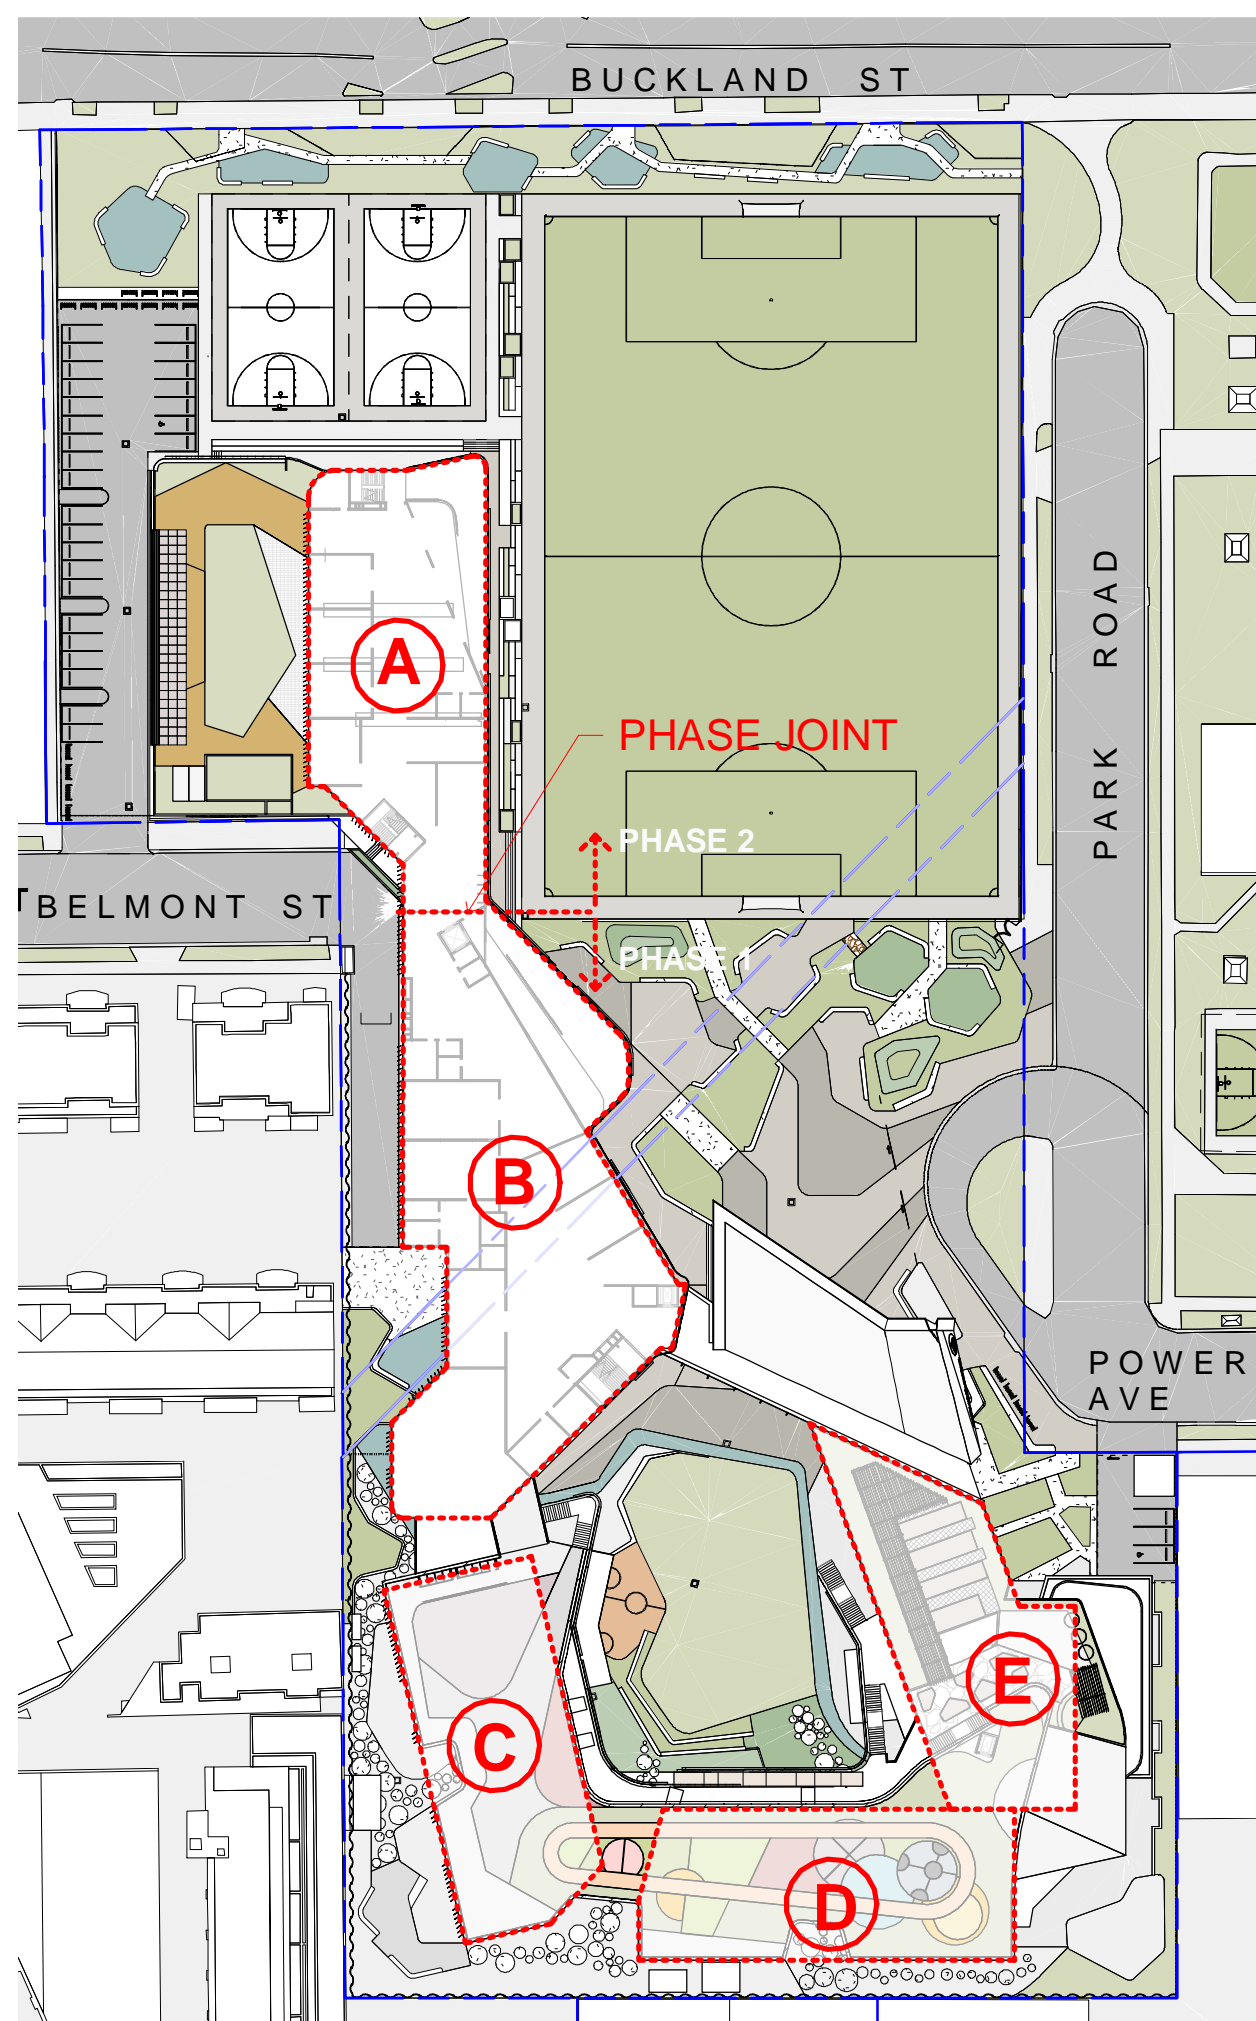 BUCKLAND ST
A
PHASE JOINT
PARK ROAD
PHASE 2
T
BELMONT ST
PHASE 1
B
POWER
AVE
E
C
D